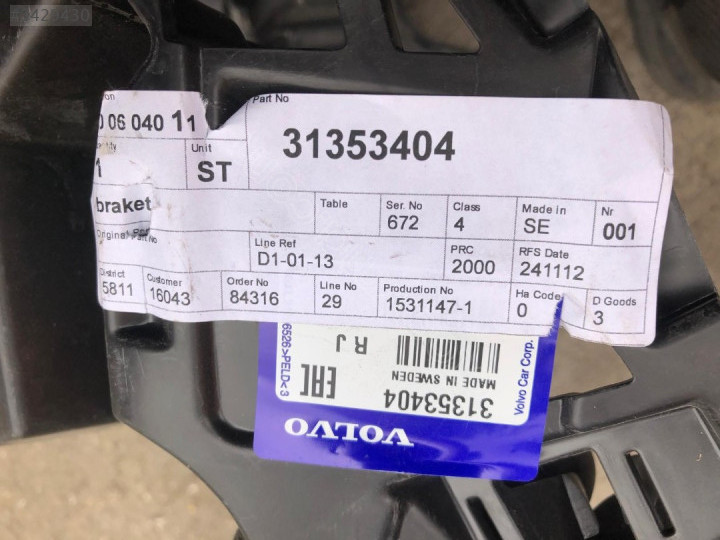 Part No
0 06 040 11
31353404
Unit
1
ST
braket
Table
Ser. No
672
Class
4
Made in
SE
Nr
001
Line Ref
D1-01-13
PRC
2000
RFS Date
241112
District
5811
Customer
16043
Order No
84316
Line No
29
Production No
1531147-1
Ha Code
0
D Goods
3
VOLVO
31353404
MADE IN SWEDEN
EAC
R J
6526>PELD<3
Volvo Car Corp.